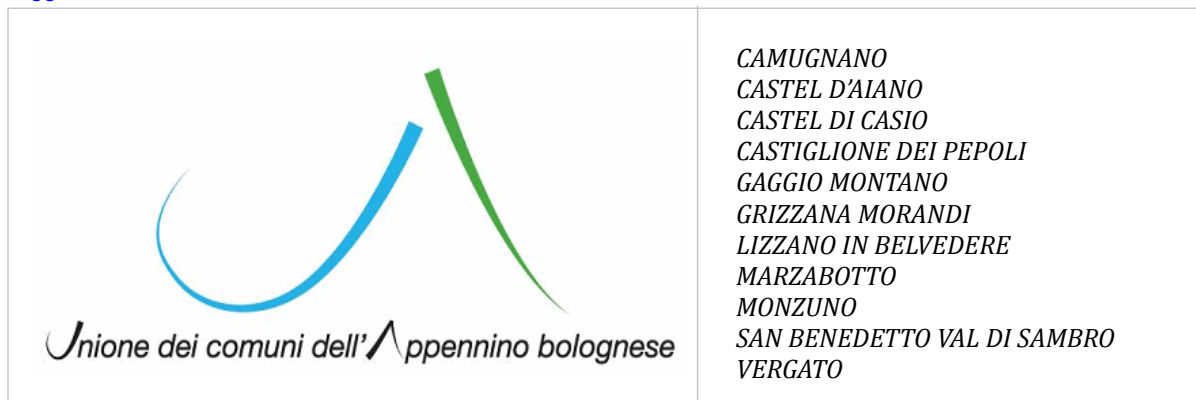 Unione dei comuni dell'Appennino bolognese
CAMUGNANO
CASTEL D'AIANO
CASTEL DI CASIO
CASTIGLIONE DEI PEPOLI
GAGGIO MONTANO
GRIZZANA MORANDI
LIZZANO IN BELVEDERE
MARZABOTTO
MONZUNO
SAN BENEDETTO VAL DI SAMBRO
VERGATO